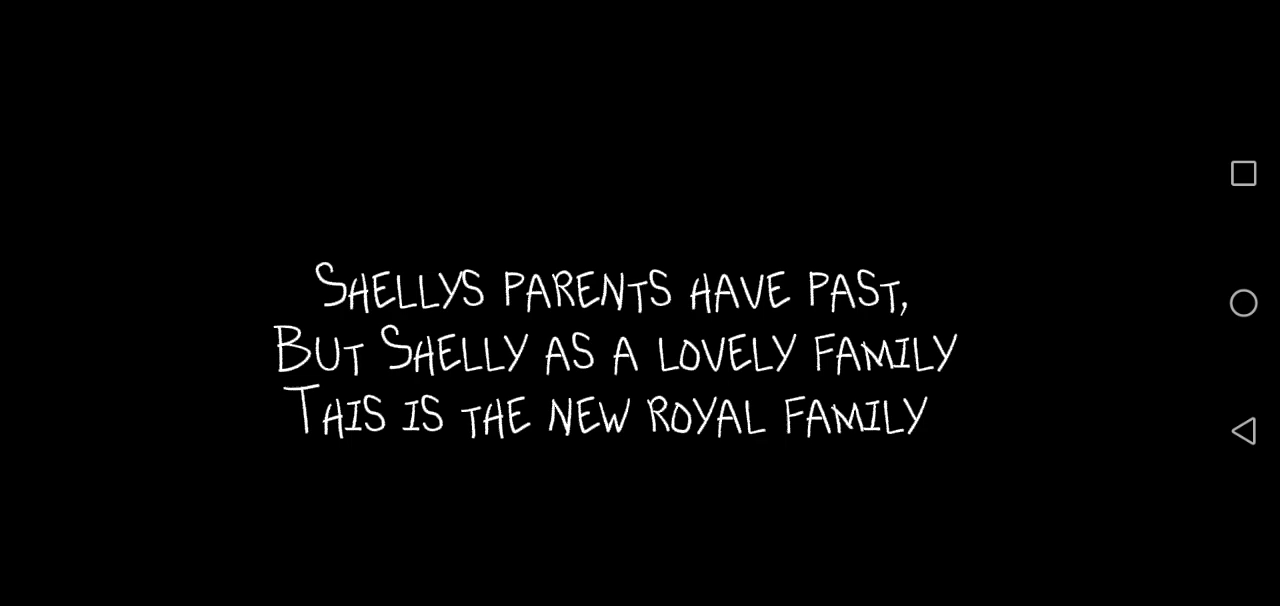 Shellys parents have past,
But Shelly as a lovely family
This is the new royal family